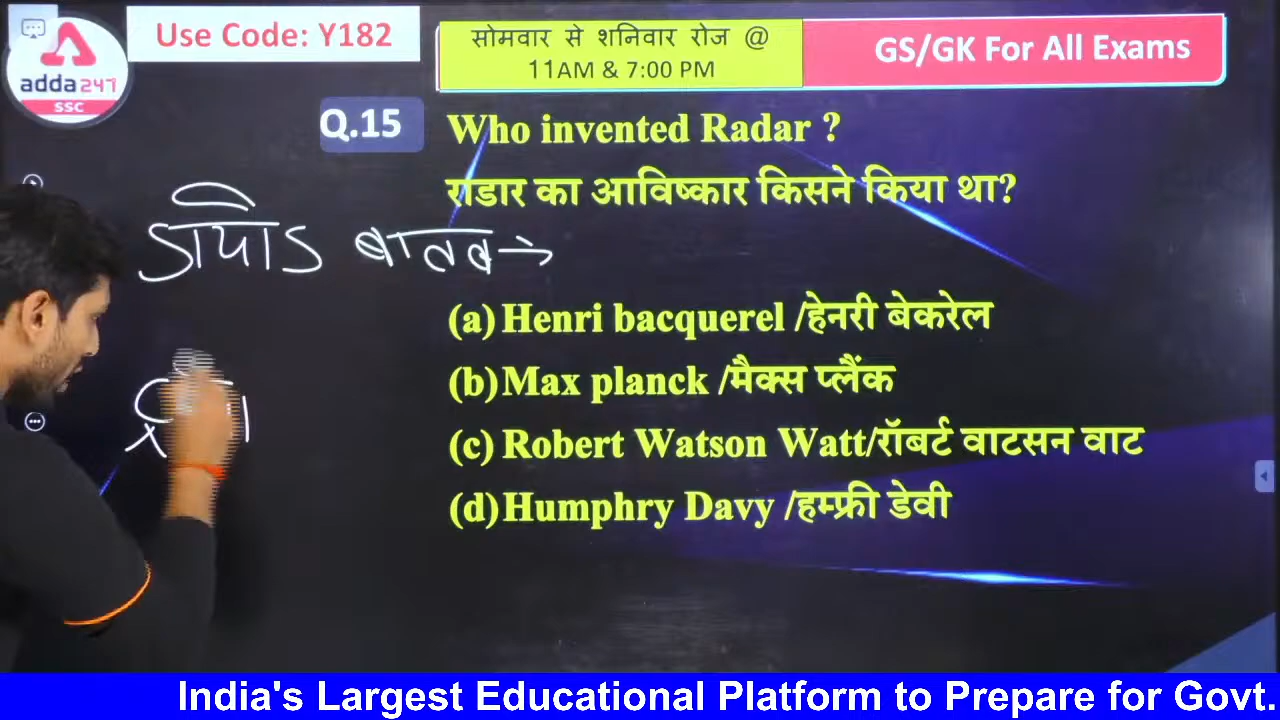 adda247
SSC
Use Code: Y182
सोमवार से शनिवार रोज @
11AM & 7:00 PM
GS/GK For All Exams
Q.15
Who invented Radar ?
राडार का आविष्कार किसने किया था?
डायोड बातब→
(a) Henri bacquerel /हेनरी बेकरेल
(b) Max planck /मैक्स प्लैंक
(c) Robert Watson Watt/रॉबर्ट वाटसन वाट
(d) Humphry Davy /हम्फ्री डेवी
India's Largest Educational Platform to Prepare for Govt.